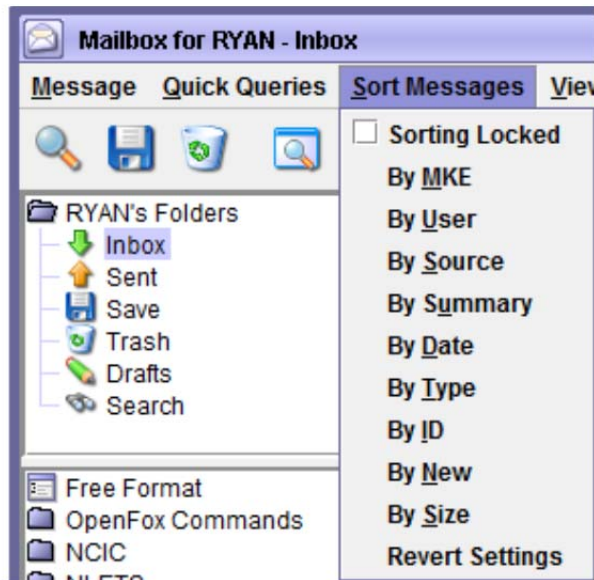 Mailbox for RYAN - Inbox
Message Quick Queries Sort Messages View
Sorting Locked
By MKE
By User
By Source
By Summary
By Date
By Type
By ID
By New
By Size
Revert Settings
RYAN's Folders
Inbox
Sent
Save
Trash
Drafts
Search
Free Format
OpenFox Commands
NCIC
NLETS